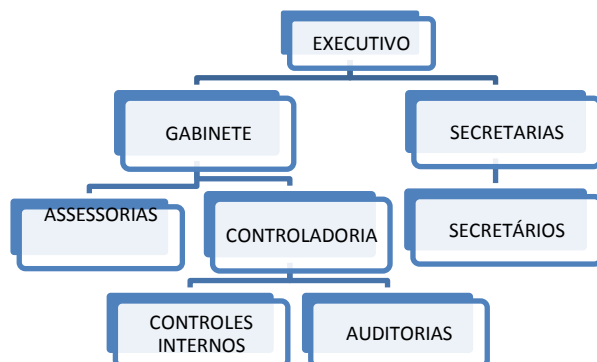 EXECUTIVO
GABINETE
SECRETARIAS
ASSESSORIAS
CONTROLADORIA
SECRETÁRIOS
CONTROLES
INTERNOS
AUDITORIAS